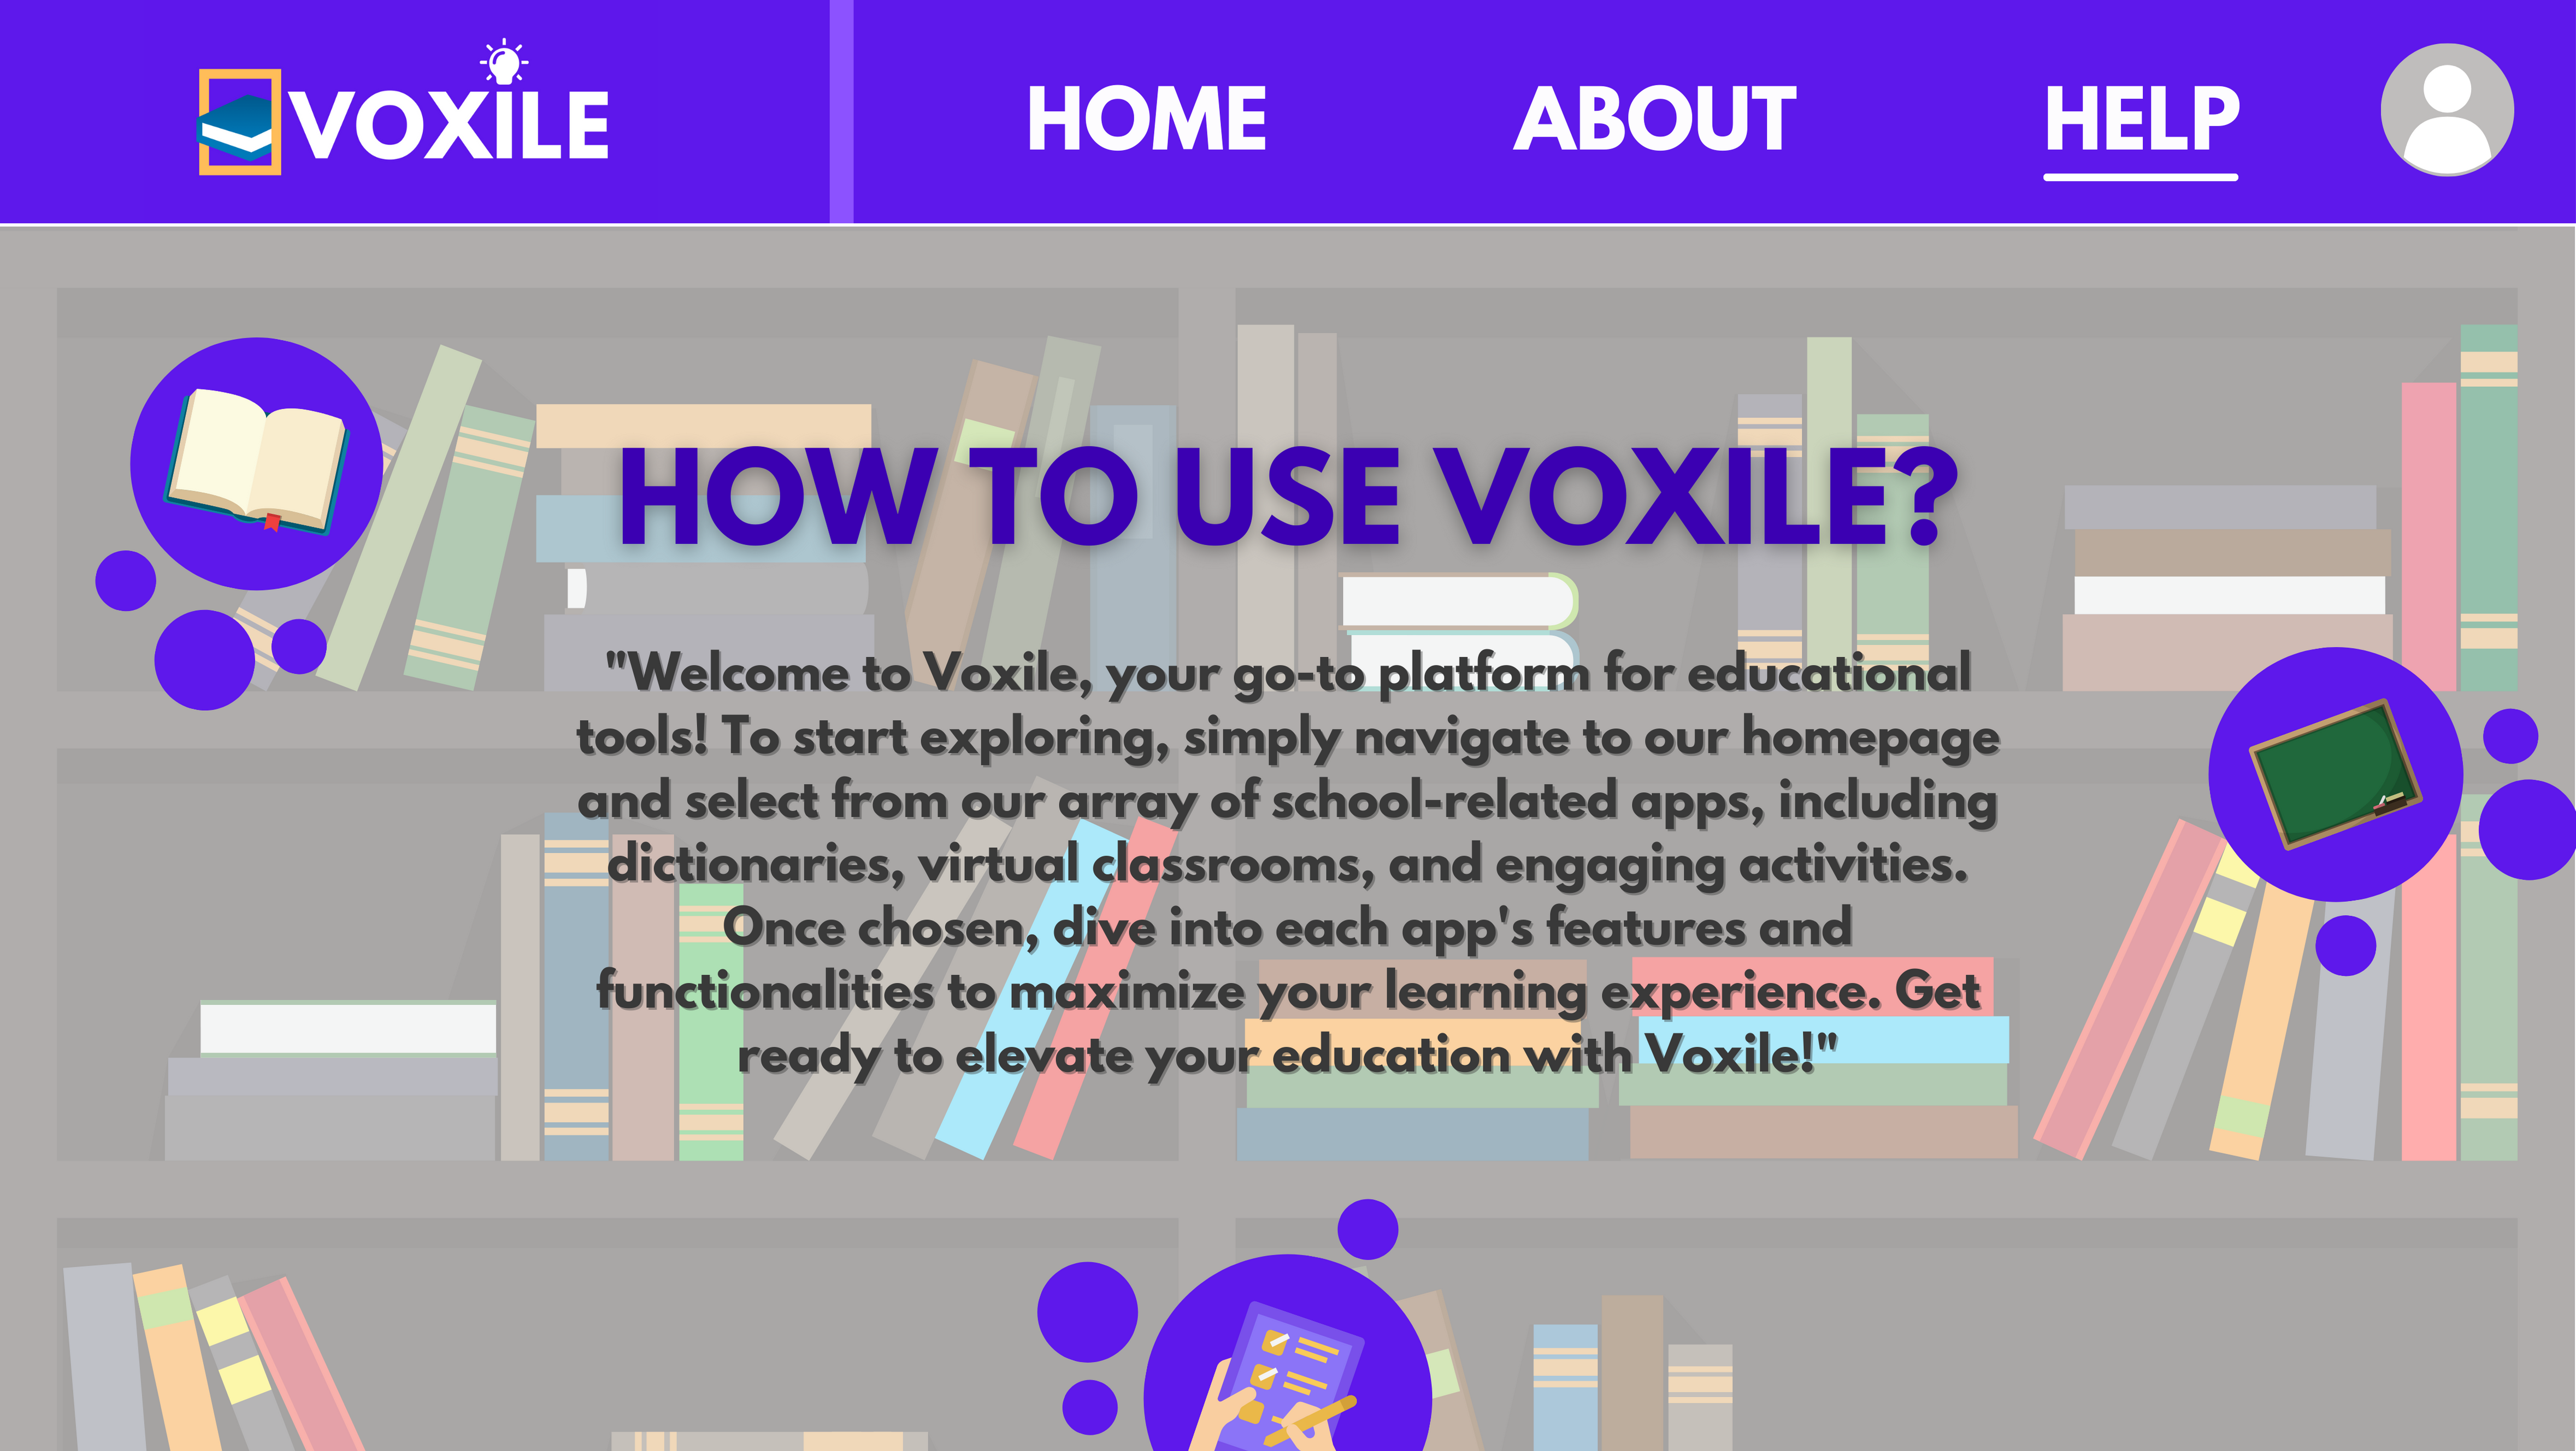 VOXILE
HOME
ABOUT
HELP
HOW TO USE VOXILE?
"Welcome to Voxile, your go-to platform for educational
tools! To start exploring, simply navigate to our homepage
and select from our array of school-related apps, including
dictionaries, virtual classrooms, and engaging activities.
Once chosen, dive into each app's features and
functionalities to maximize your learning experience. Get
ready to elevate your education with Voxile!"